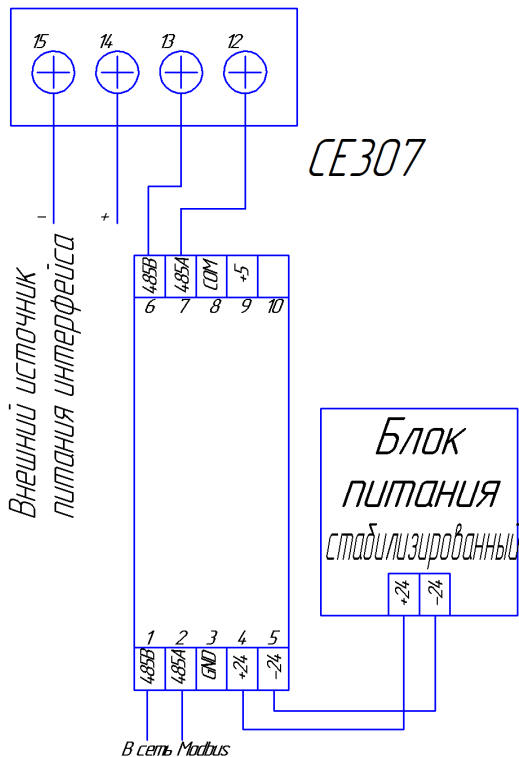 15 14 13 12
СЕ307
- +
Внешний источник
питания интерфейса
485B 485A COM +5
6 7 8 9 10
Блок
питания
стабилизированный
+24 -24
1 2 3 4 5
485B 485A GND +24 -24
В сеть Modbus